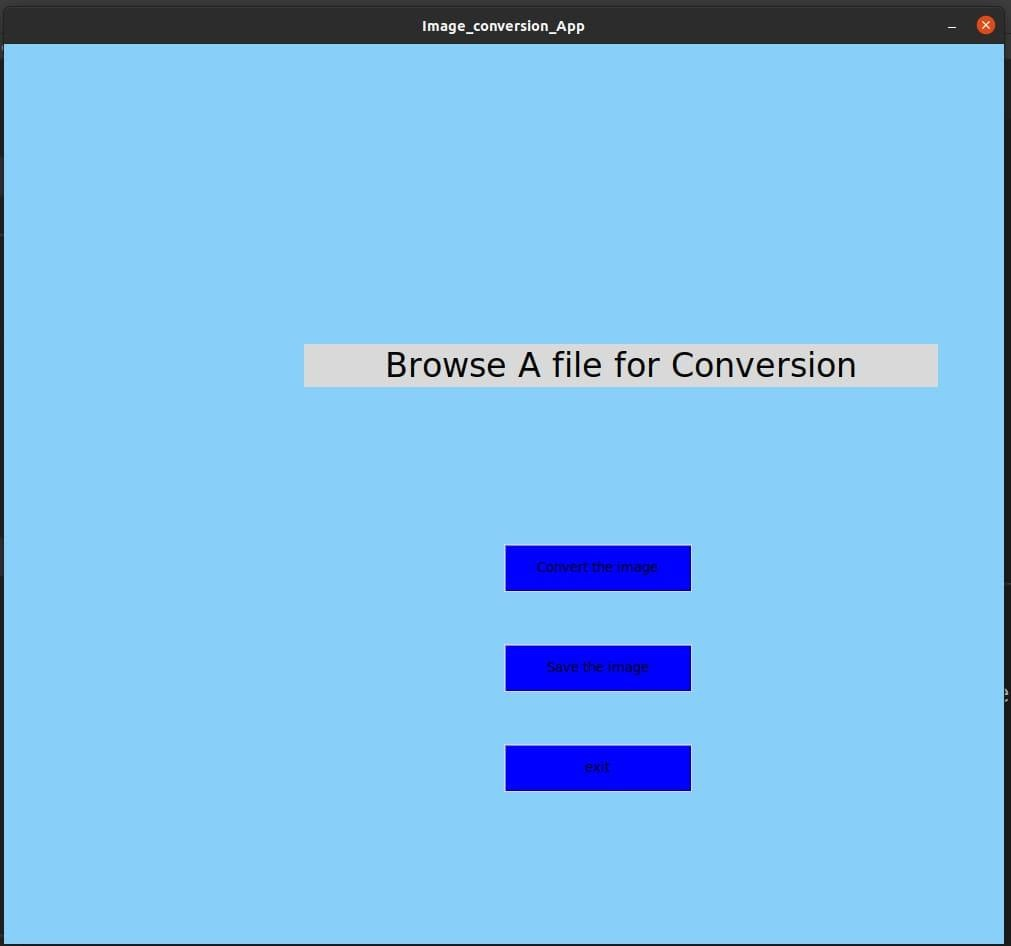 Image_conversion_App
Browse A file for Conversion
Convert the image
Save the image
exit